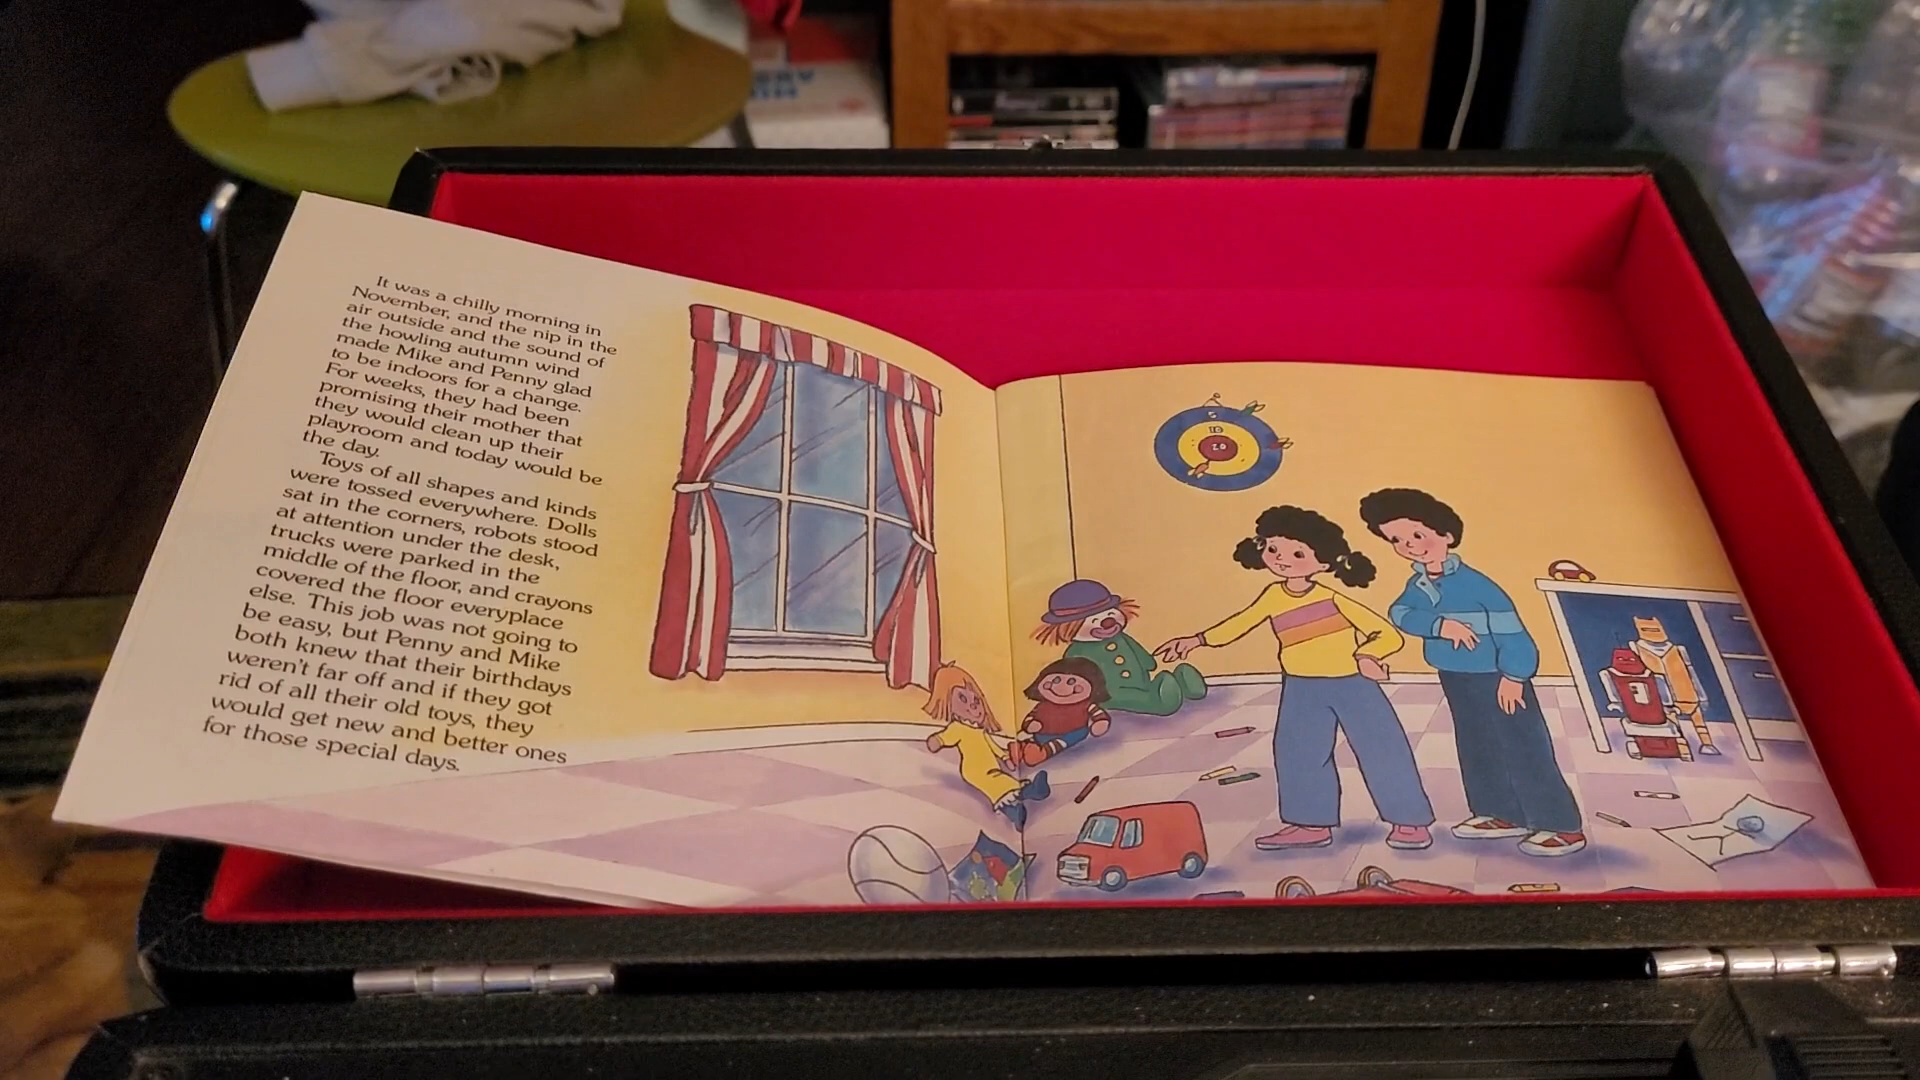 It was a chilly morning in
November, and the nip in the
air outside and the sound of
the howling autumn wind
made Mike and Penny glad
to be indoors for a change.
For weeks, they had been
promising their mother that
they would clean up their
playroom and today would be
the day.
Toys of all shapes and kinds
were tossed everywhere. Dolls
sat in the corners, robots stood
at attention under the desk,
trucks were parked in the
middle of the floor, and crayons
covered the floor everyplace
else. This job was not going to
be easy, but Penny and Mike
both knew that their birthdays
weren't far off and if they got
rid of all their old toys, they
would get new and better ones
for those special days.
5
10
20